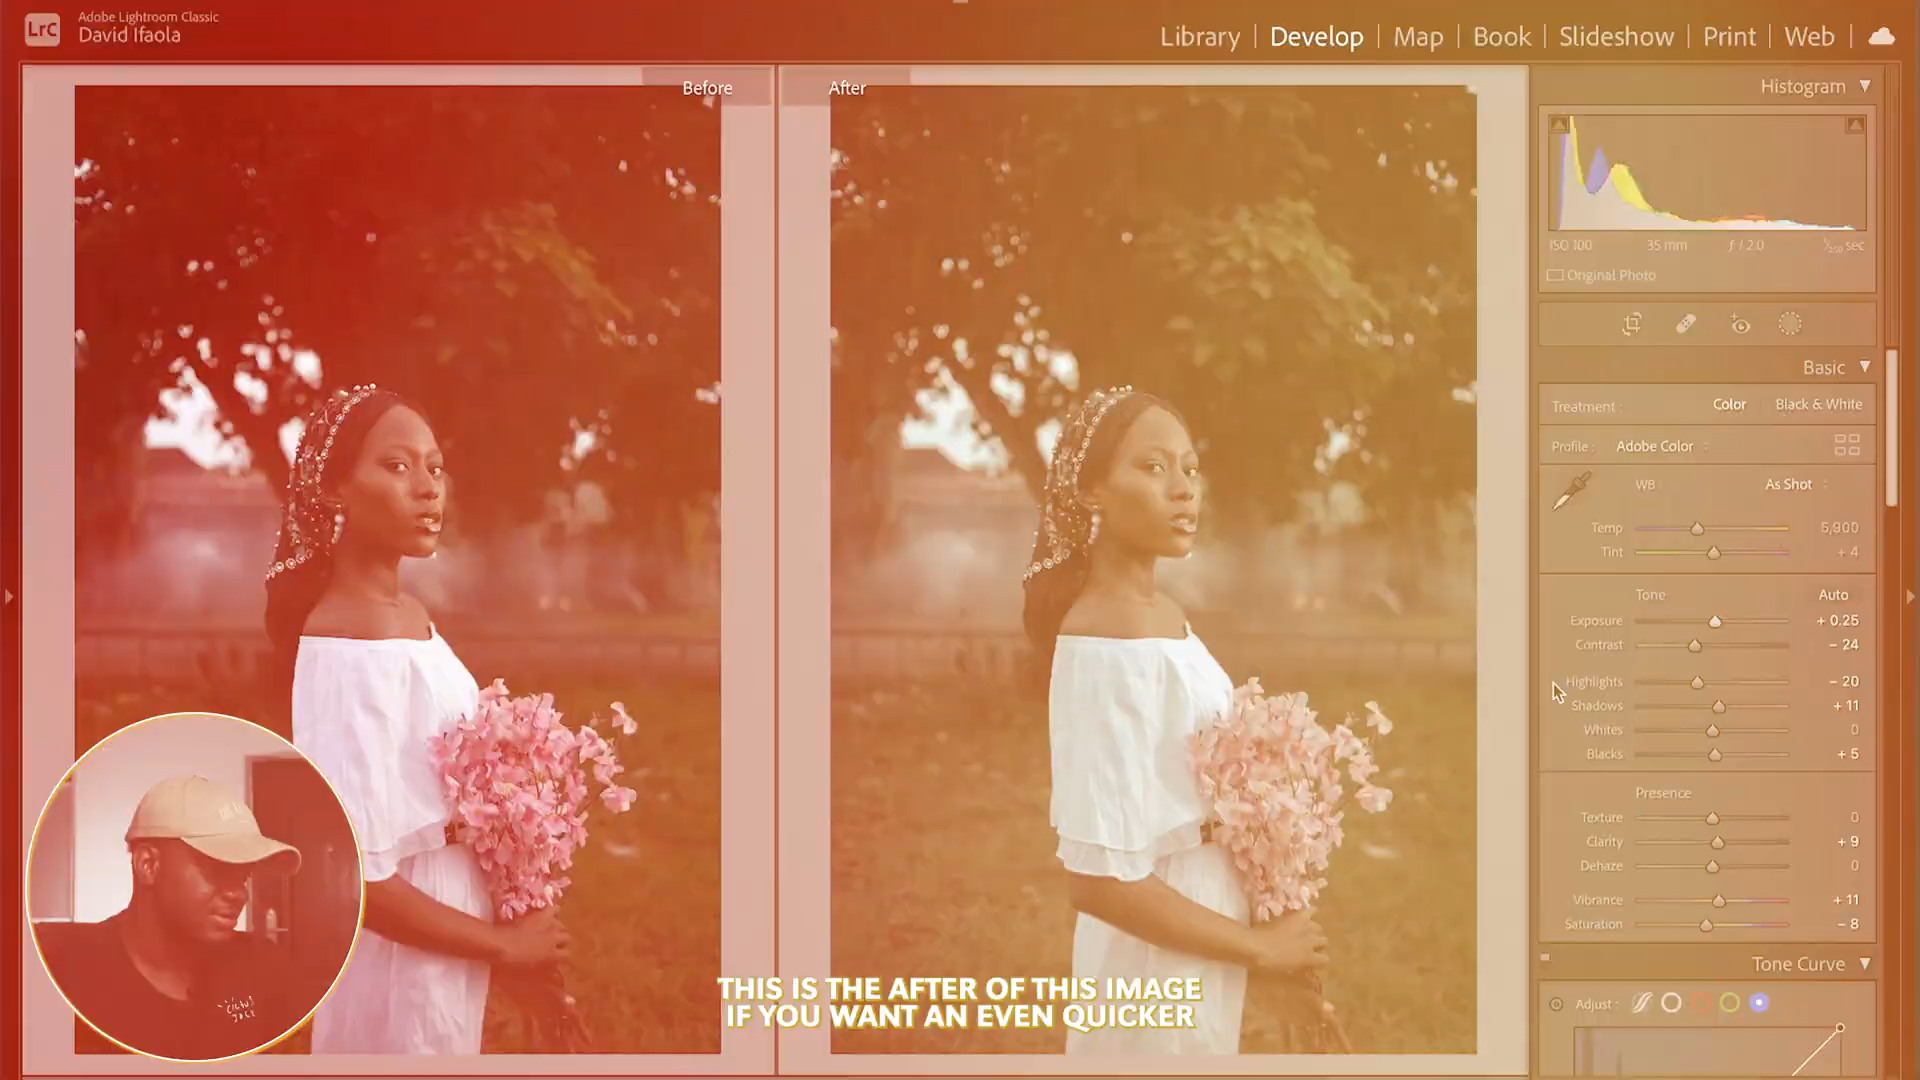 LrC
Adobe Lightroom Classic
David Ifaola
Library | Develop | Map | Book | Slideshow | Print | Web
Before
After
Histogram
ISO 100 35 mm ƒ / 2.0 1/250 sec
Original Photo
Basic
Treatment : Color Black & White
Profile : Adobe Color
WB As Shot
Temp 5,900
Tint + 4
Tone Auto
Exposure + 0.25
Contrast − 24
Highlights − 20
Shadows + 11
Whites 0
Blacks + 5
Presence
Texture 0
Clarity + 9
Dehaze 0
Vibrance + 11
Saturation − 8
Tone Curve
Adjust :
THIS IS THE AFTER OF THIS IMAGE
IF YOU WANT AN EVEN QUICKER